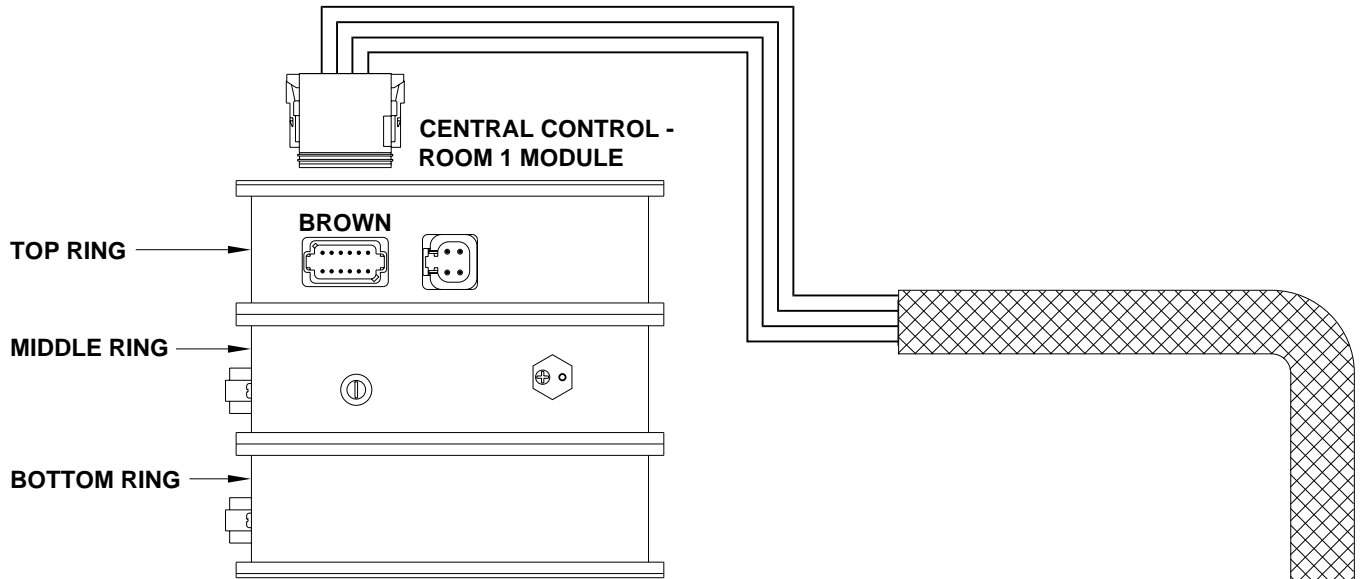 CENTRAL CONTROL -
ROOM 1 MODULE
BROWN
TOP RING
MIDDLE RING
BOTTOM RING